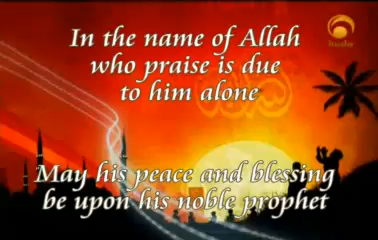 In the name of Allah
who praise is due
to him alone
May his peace and blessing
be upon his noble prophet